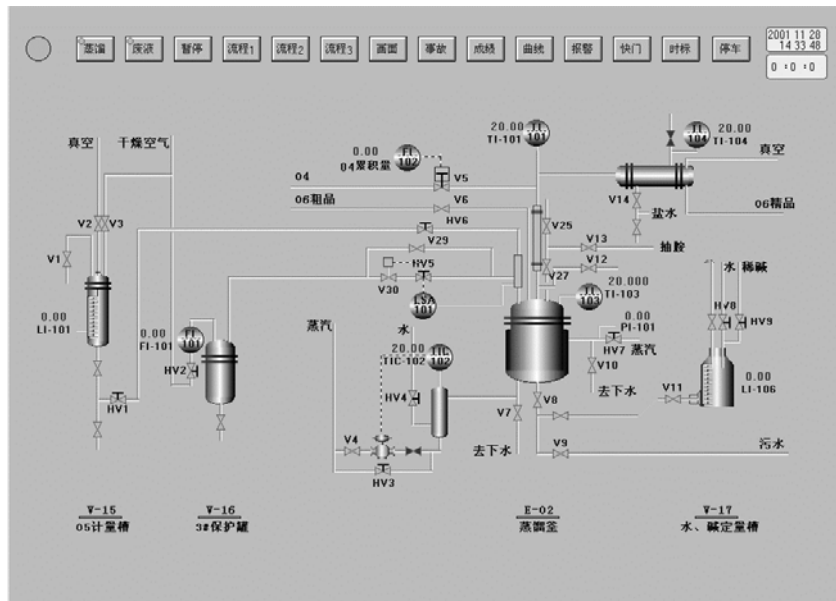 蒸馏 废液 暂停 流程1 流程2 流程3 画面 事故 成绩 曲线 报警 快门 时标 停车
2001 11 28
14 33 48
0 :0 :0
真空
干燥空气
0.00
04累积量
FI
102
20.00
TI-101
TI
101
TI
104
20.00
TI-104
真空
04
V5
06粗品
V6
HV6
V14
盐水
06精品
V2
V3
V1
V29
V25
V13
抽胺
V12
V27
HV5
V30
LSA
101
20.000
TI-103
TI
103
水 稀碱
HV8
HV9
0.00
LI-101
0.00
FI-101
FI
101
HV2
蒸汽
水
20.00
TIC-102
TIC
102
0.00
PI-101
HV7 蒸汽
V10
去下水
0.00
LI-106
V11
HV1
HV4
V7
V8
V4
HV3
去下水
V9
污水
V-15
05计量槽
V-16
3#保护罐
E-02
蒸馏釜
V-17
水、碱定量槽